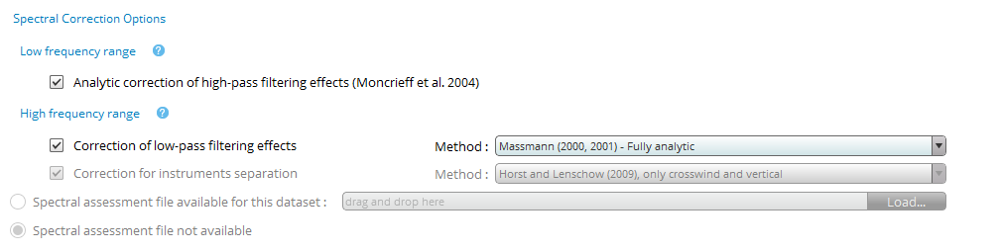 Spectral Correction Options
Low frequency range ?
Analytic correction of high-pass filtering effects (Moncrieff et al. 2004)
High frequency range ?
Correction of low-pass filtering effects Method : Massmann (2000, 2001) - Fully analytic
Correction for instruments separation Method : Horst and Lenschow (2009), only crosswind and vertical
Spectral assessment file available for this dataset : drag and drop here Load...
Spectral assessment file not available